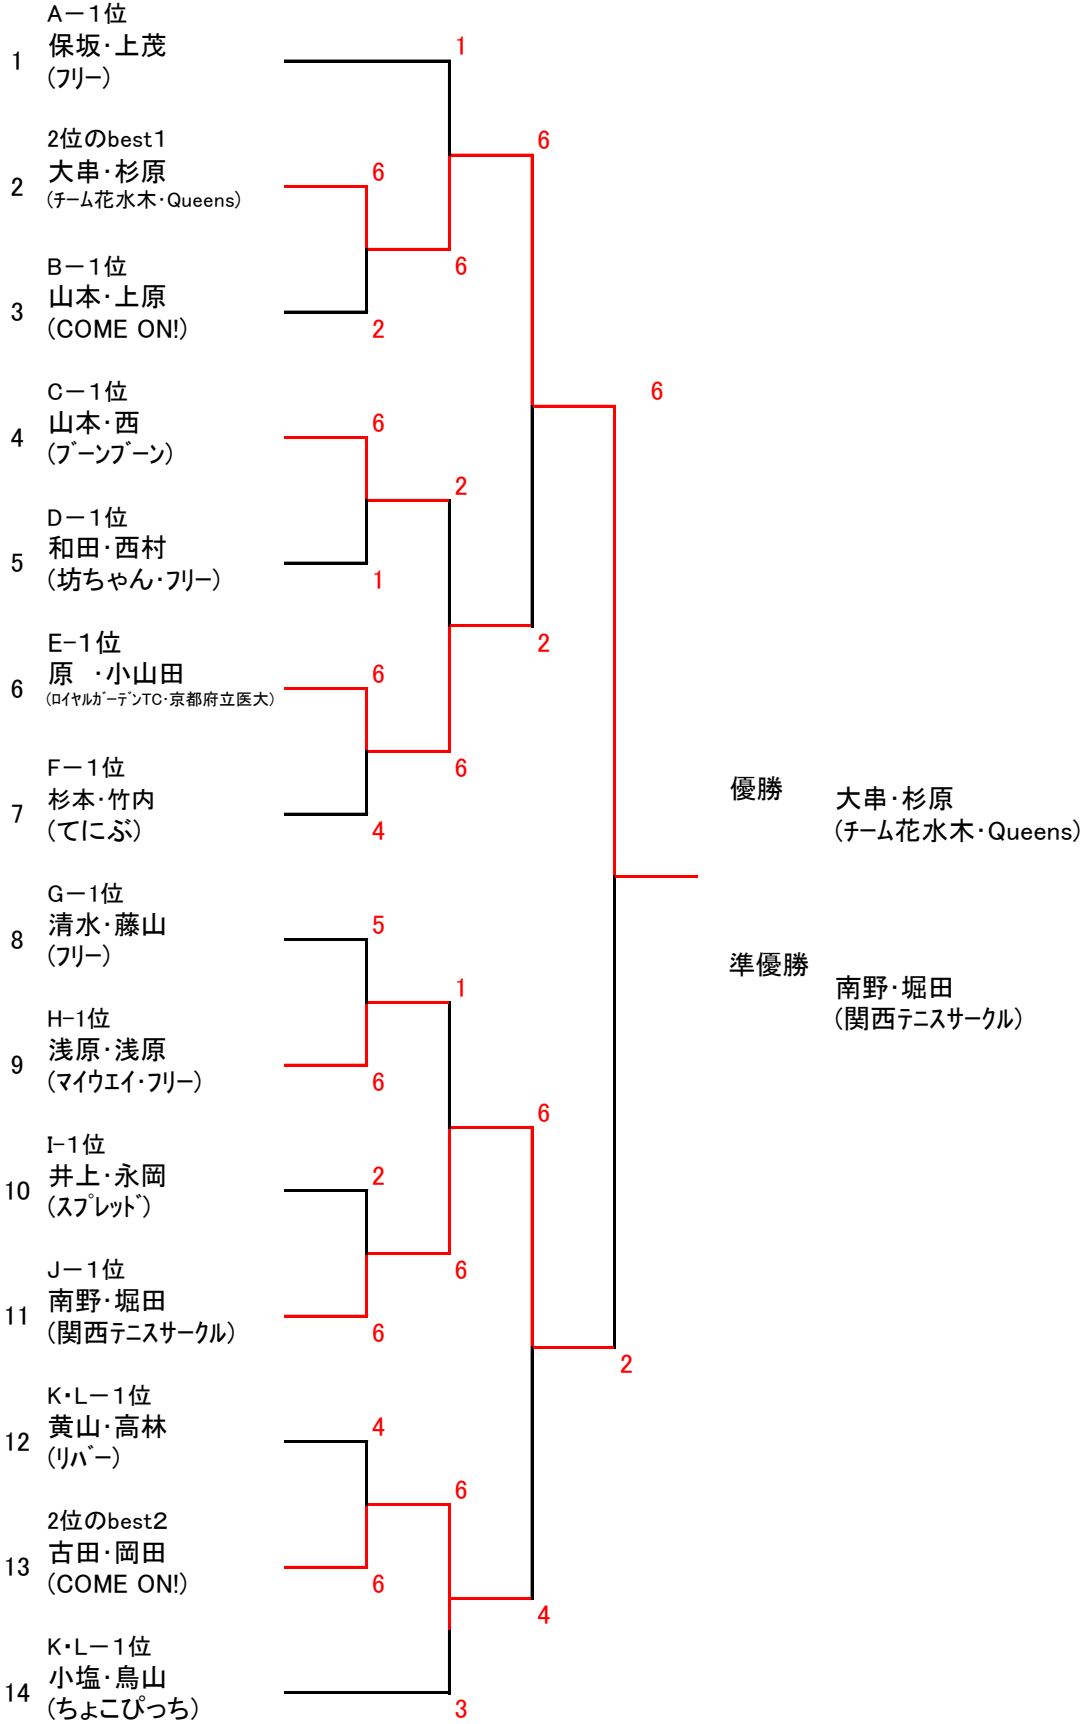 A－1位
1
保坂・上茂
(フリー)
1
2位のbest1
2
大串・杉原
(チーム花水木・Queens)
6
6
6
B－1位
3
山本・上原
(COME ON!)
2
C－1位
4
山本・西
(ブーンブーン)
6
6
2
D－1位
5
和田・西村
(坊ちゃん・フリー)
1
E-1位
6
原　・小山田
(ロイヤルガーデンTC・京都府立医大)
6
2
6
F－1位
7
杉本・竹内
(てにぶ)
4
優勝
大串・杉原
(チーム花水木・Queens)
G－1位
8
清水・藤山
(フリー)
5
準優勝
南野・堀田
(関西テニスサークル)
1
H-1位
9
浅原・浅原
(マイウエイ・フリー)
6
6
I-1位
10
井上・永岡
(スプレッド)
2
6
J－1位
11
南野・堀田
(関西テニスサークル)
6
2
K・L－1位
12
黄山・高林
(リバー)
4
6
2位のbest2
13
古田・岡田
(COME ON!)
6
4
K・L－1位
14
小塩・鳥山
(ちょこぴっち)
3